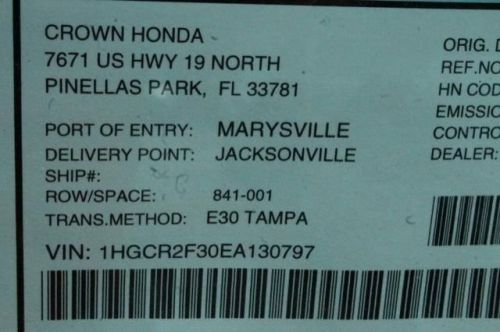 CROWN HONDA
7671 US HWY 19 NORTH
PINELLAS PARK, FL 33781
PORT OF ENTRY: MARYSVILLE
DELIVERY POINT: JACKSONVILLE
SHIP#:
ROW/SPACE: 841-001
TRANS.METHOD: E30 TAMPA
VIN: 1HGCR2F30EA130797
ORIG. D
REF.NO
HN COD
EMISSIO
CONTRO
DEALER: